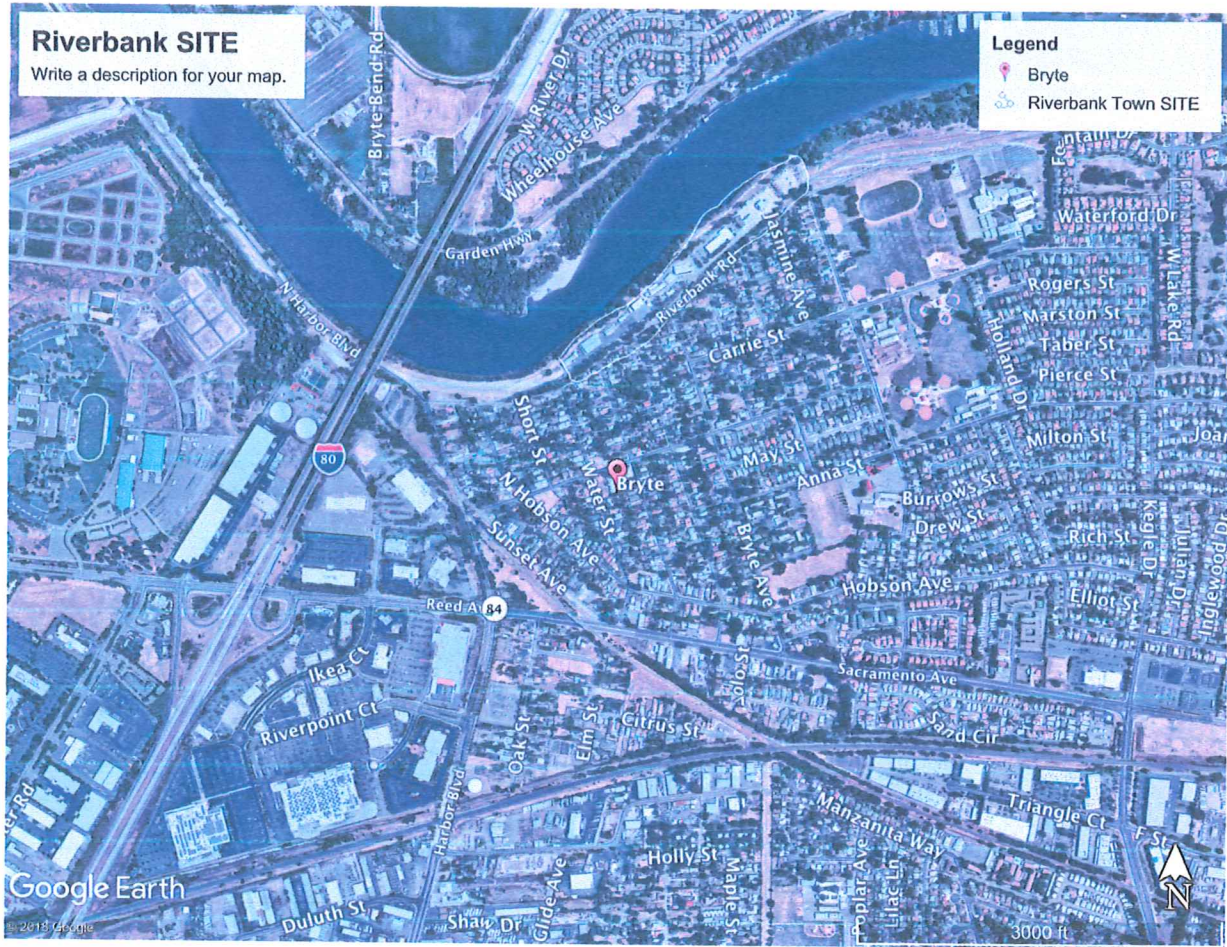 Riverbank SITE
Write a description for your map.
Legend
Bryte
Riverbank Town SITE
Bryte Bend Rd
W River Dr
Wheelhouse Ave
Garden Hwy
N Harbor Blvd
Riverbank Rd
Jasmine Ave
Carrie St
Fountain Dr
Waterford Dr
W Lake Rd
Rogers St
Marston St
Taber St
Pierce St
Holland Dr
Milton St
Short St
Water St
N Hobson Ave
Sunset Ave
80
Bryte
May St
Anna St
Bryte Ave
Burrows St
Drew St
Rich St
Kegle Dr
Julian Dr
Inglewood
Hobson Ave
Elliot St
Reed A
84
Sacramento Ave
Yolo St
Sand Cir
Ikea Ct
Riverpoint Ct
Oak St
Elm St
Citrus St
Harbor Blvd
Triangle Ct
F St
Manzanita Way
Holly St
Maple St
Poplar Ave
Lilac Ln
Glide Ave
Duluth St
Shaw Dr
Google Earth
© 2018 Google
3000 ft
N